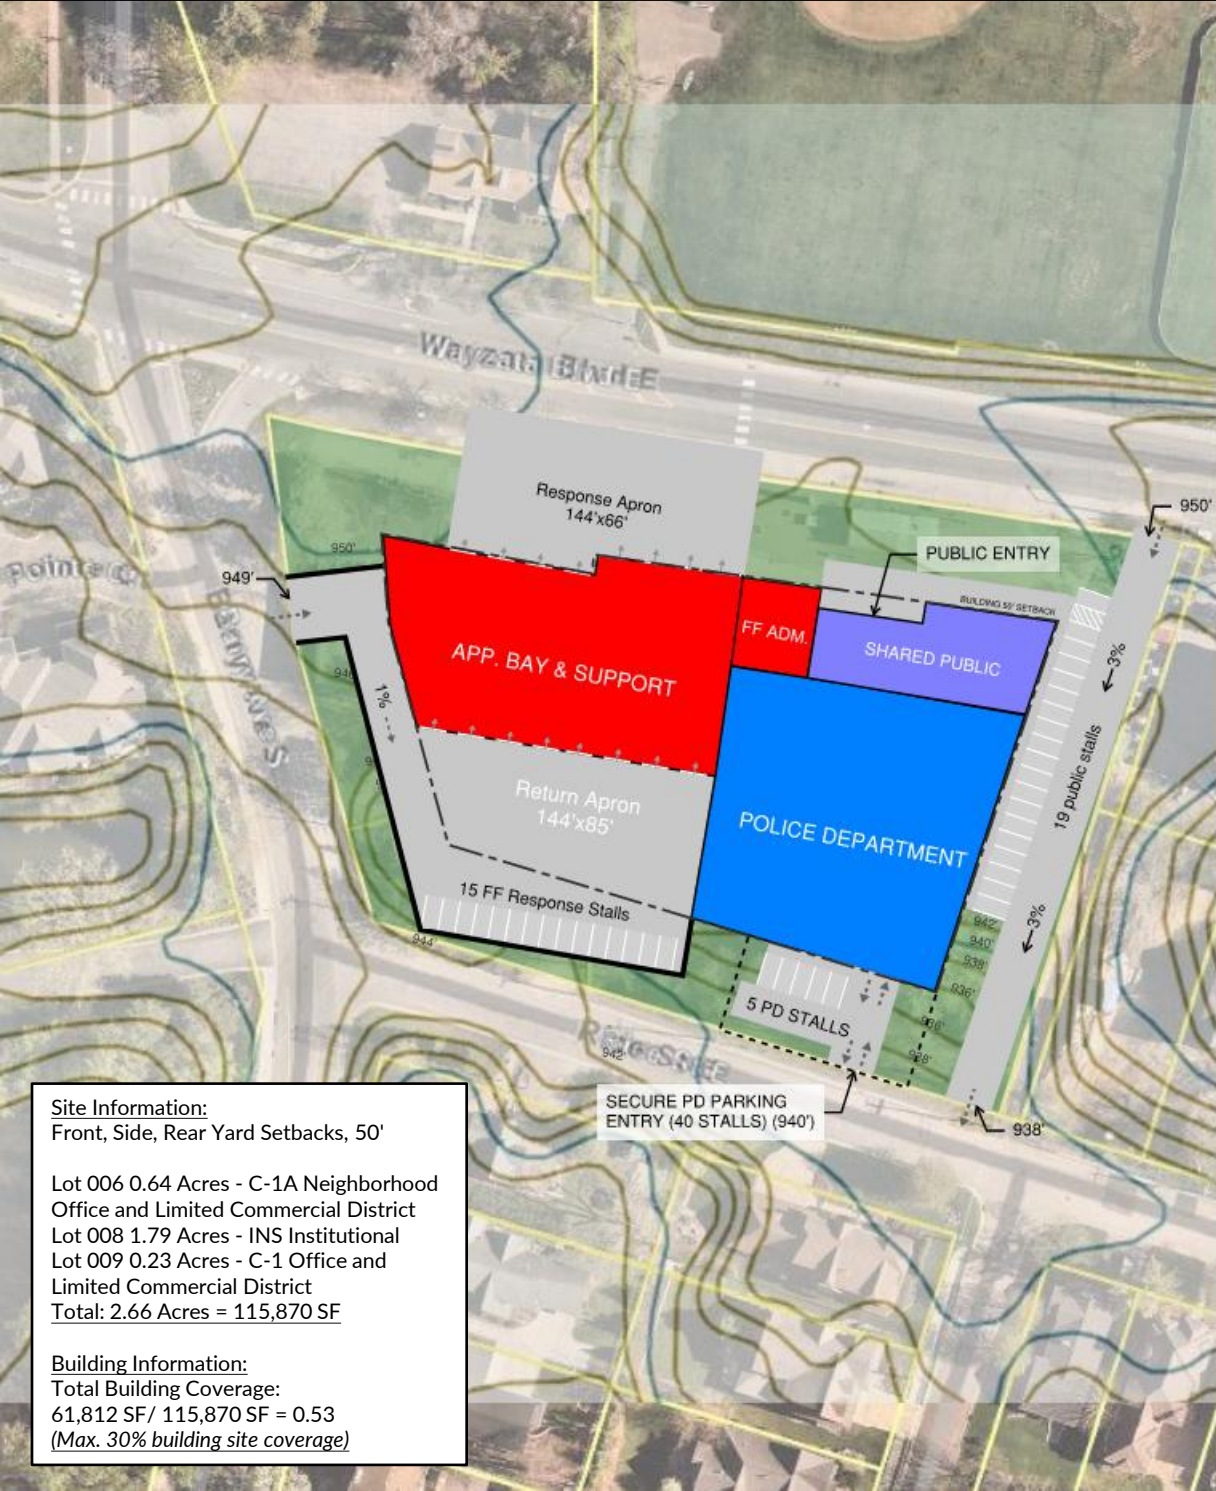 Wayzata Blvd E
Response Apron
144'x66'
950'
PUBLIC ENTRY
950'
949'
BUILDING 50' SETBACK
FF ADM.
SHARED PUBLIC
APP. BAY & SUPPORT
3%
1%
19 public stalls
Return Apron
144'x85'
POLICE DEPARTMENT
15 FF Response Stalls
3%
942'
940'
938'
936'
944'
5 PD STALLS
942'
SECURE PD PARKING
ENTRY (40 STALLS) (940')
938'
Site Information:
Front, Side, Rear Yard Setbacks, 50'
Lot 006 0.64 Acres - C-1A Neighborhood
Office and Limited Commercial District
Lot 008 1.79 Acres - INS Institutional
Lot 009 0.23 Acres - C-1 Office and
Limited Commercial District
Total: 2.66 Acres = 115,870 SF
Building Information:
Total Building Coverage:
61,812 SF/ 115,870 SF = 0.53
(Max. 30% building site coverage)